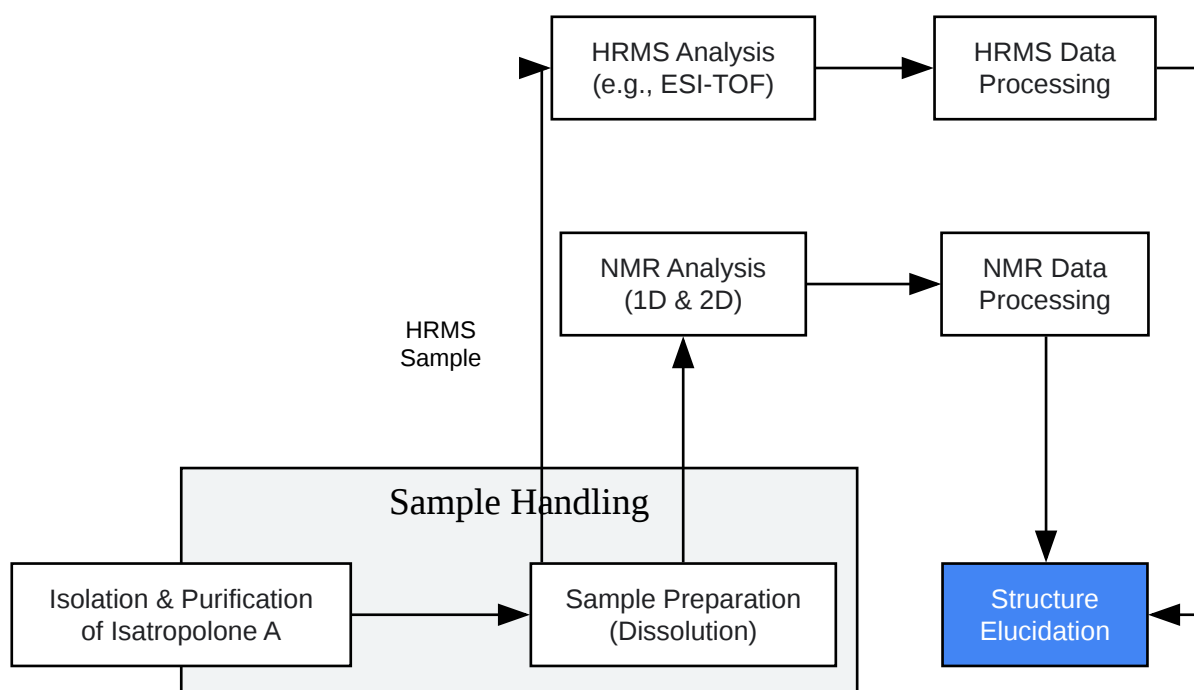 HRMS Analysis
(e.g., ESI-TOF)
HRMS Data
Processing
NMR Analysis
(1D & 2D)
NMR Data
Processing
HRMS
Sample
Sample Handling
Isolation & Purification
of Isatropolone A
Sample Preparation
(Dissolution)
Structure
Elucidation